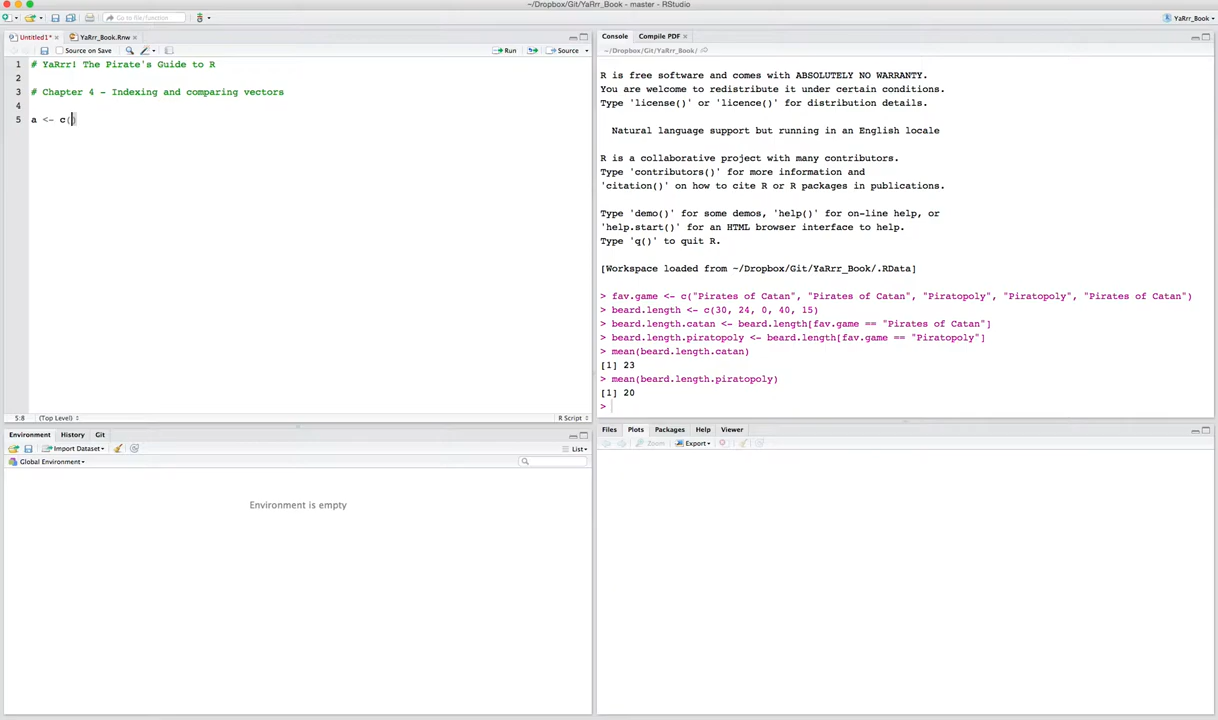 ~/Dropbox/Git/YaRrr_Book - master - RStudio
Go to file/function
YaRrr_Book
Untitled1*
YaRrr_Book.Rnw
Source on Save
Run
Source
1 # YaRrr! The Pirate's Guide to R
2
3 # Chapter 4 - Indexing and comparing vectors
4
5 a <- c()
5:8 (Top Level)
R Script
Environment History Git
Import Dataset
List
Global Environment
Environment is empty
Console Compile PDF
~/Dropbox/Git/YaRrr_Book/
R is free software and comes with ABSOLUTELY NO WARRANTY.
You are welcome to redistribute it under certain conditions.
Type 'license()' or 'licence()' for distribution details.
Natural language support but running in an English locale
R is a collaborative project with many contributors.
Type 'contributors()' for more information and
'citation()' on how to cite R or R packages in publications.
Type 'demo()' for some demos, 'help()' for on-line help, or
'help.start()' for an HTML browser interface to help.
Type 'q()' to quit R.
[Workspace loaded from ~/Dropbox/Git/YaRrr_Book/.RData]
> fav.game <- c("Pirates of Catan", "Pirates of Catan", "Piratopoly", "Piratopoly", "Pirates of Catan")
> beard.length <- c(30, 24, 0, 40, 15)
> beard.length.catan <- beard.length[fav.game == "Pirates of Catan"]
> beard.length.piratopoly <- beard.length[fav.game == "Piratopoly"]
> mean(beard.length.catan)
[1] 23
> mean(beard.length.piratopoly)
[1] 20
>
Files Plots Packages Help Viewer
Zoom Export